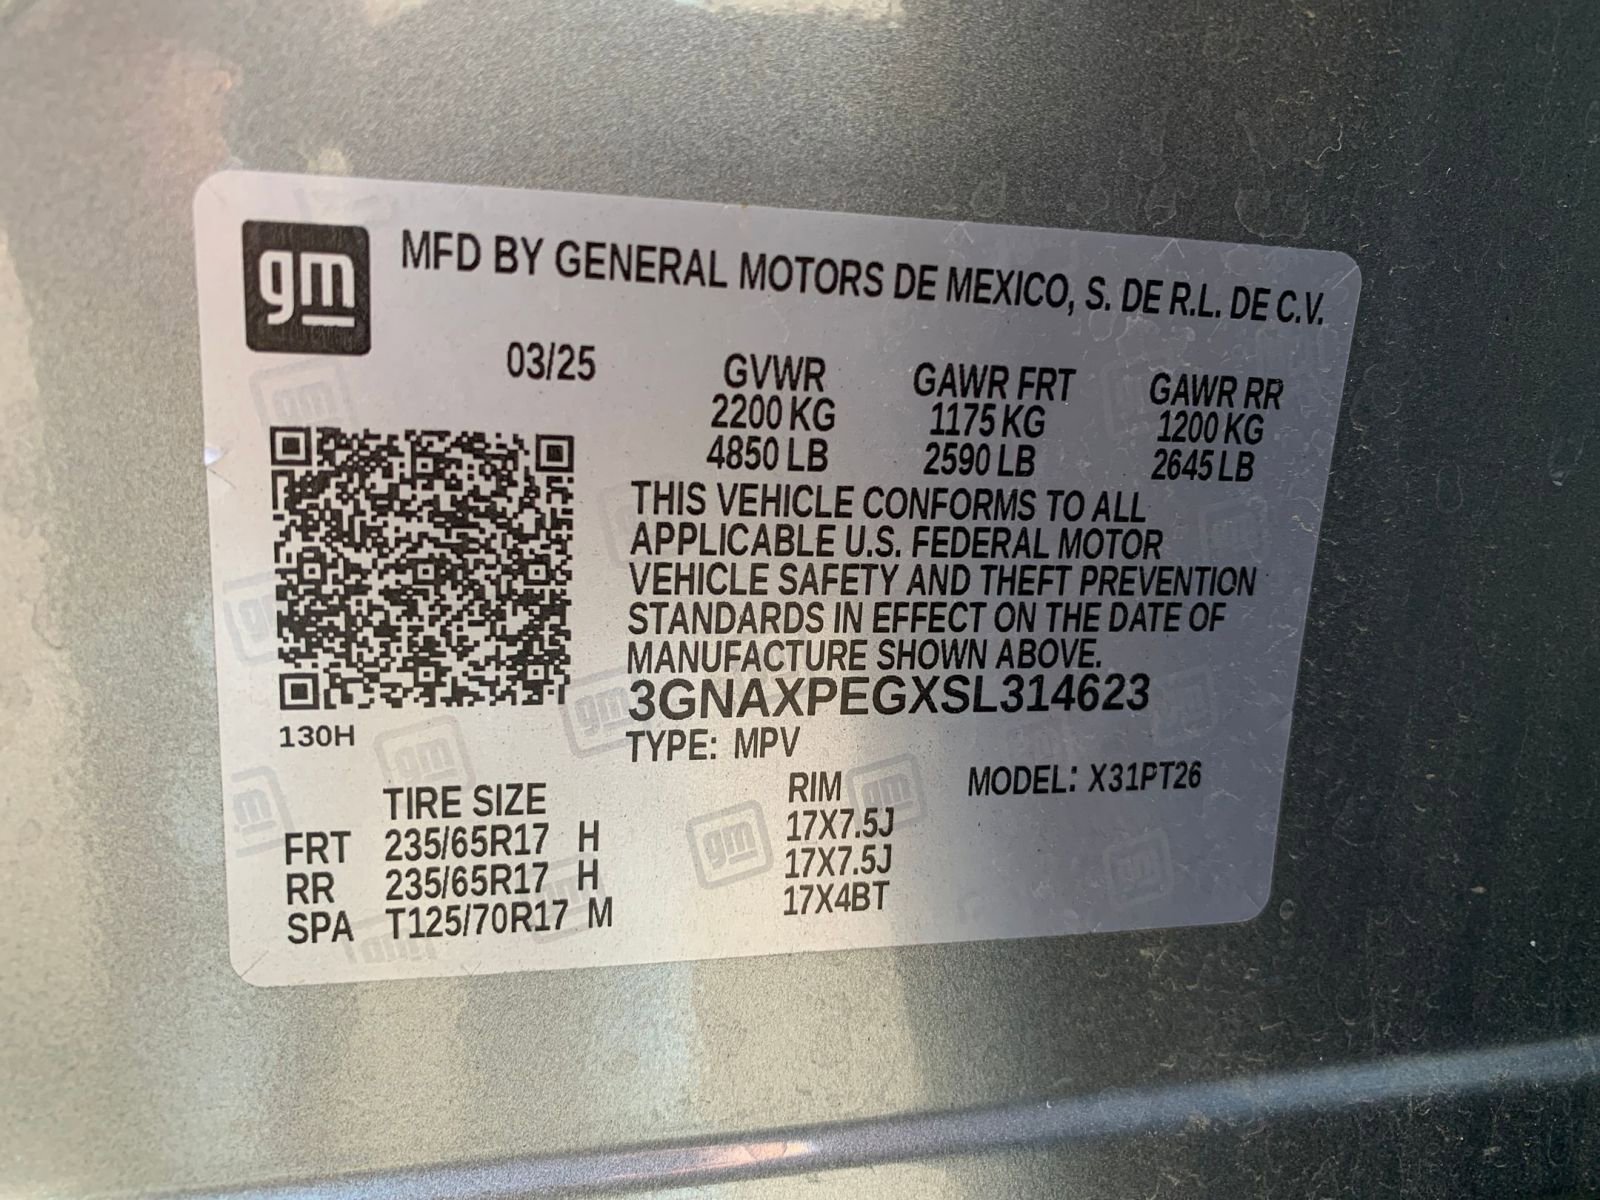 gm MFD BY GENERAL MOTORS DE MEXICO, S. DE R.L. DE C.V.
03/25 GVWR GAWR FRT GAWR RR
2200 KG 1175 KG 1200 KG
4850 LB 2590 LB 2645 LB
THIS VEHICLE CONFORMS TO ALL
APPLICABLE U.S. FEDERAL MOTOR
VEHICLE SAFETY AND THEFT PREVENTION
STANDARDS IN EFFECT ON THE DATE OF
MANUFACTURE SHOWN ABOVE.
3GNAXPEGXSL314623
130H TYPE: MPV MODEL: X31PT26
TIRE SIZE RIM
FRT 235/65R17 H 17X7.5J
RR 235/65R17 H 17X7.5J
SPA T125/70R17 M 17X4BT